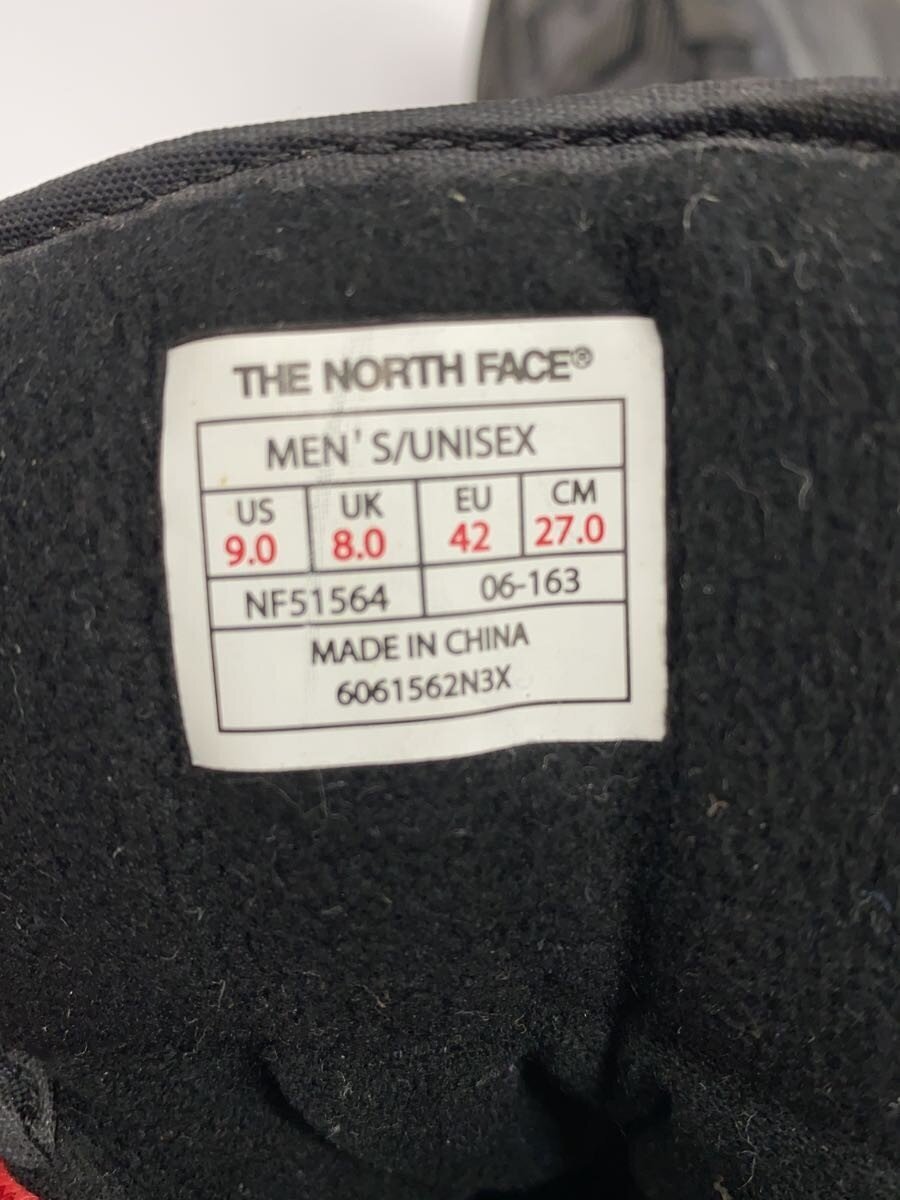 THE NORTH FACE®
MEN'S/UNISEX
US UK EU CM
9.0 8.0 42 27.0
NF51564 06-163
MADE IN CHINA
6061562N3X